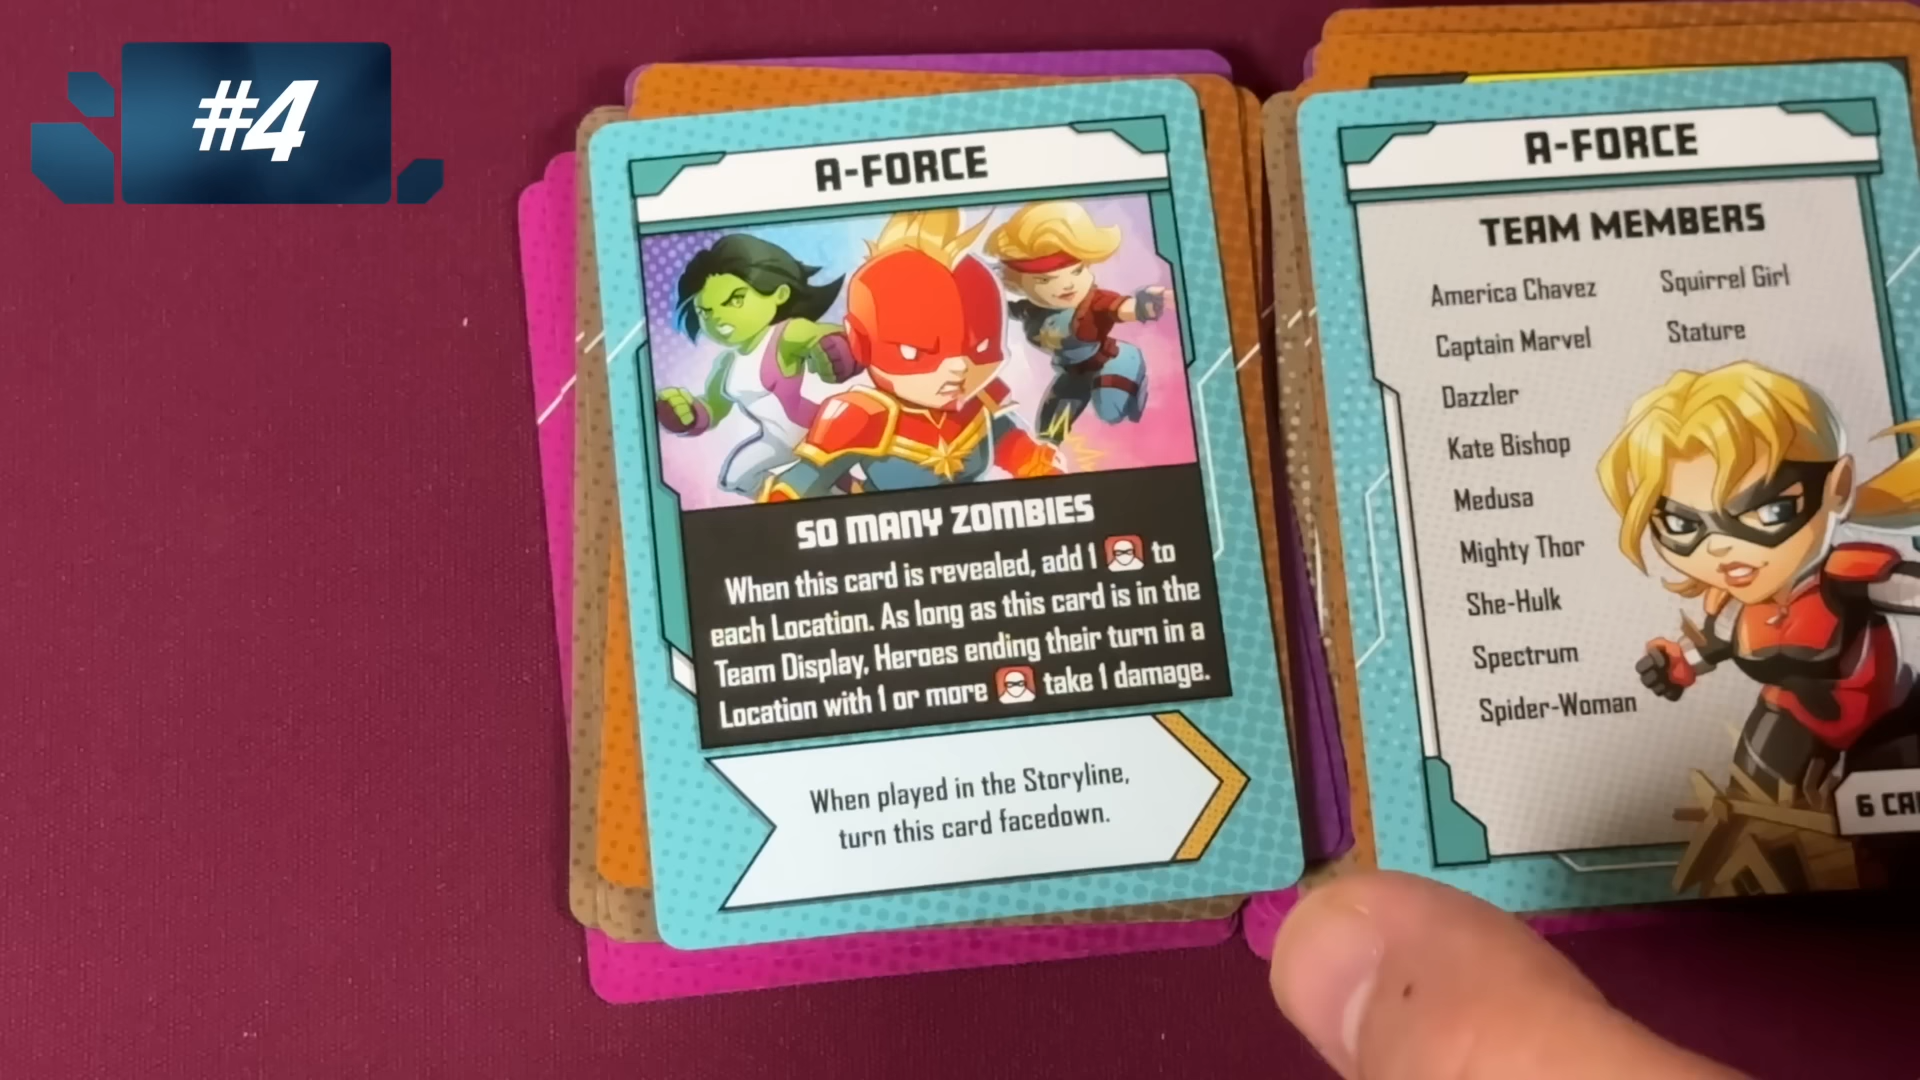 #4
A-FORCE
SO MANY ZOMBIES
When this card is revealed, add 1 to
each Location. As long as this card is in the
Team Display, Heroes ending their turn in a
Location with 1 or more take 1 damage.
When played in the Storyline,
turn this card facedown.
A-FORCE
TEAM MEMBERS
America Chavez
Captain Marvel
Dazzler
Kate Bishop
Medusa
Mighty Thor
She-Hulk
Spectrum
Spider-Woman
Squirrel Girl
Stature
6